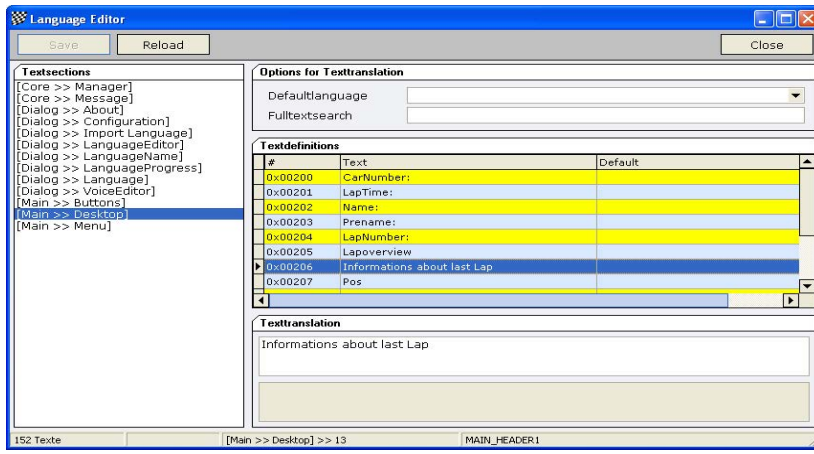 Language Editor
Save Reload Close
Textsections
[Core >> Manager]
[Core >> Message]
[Dialog >> About]
[Dialog >> Configuration]
[Dialog >> Import Language]
[Dialog >> LanguageEditor]
[Dialog >> LanguageName]
[Dialog >> LanguageProgress]
[Dialog >> Language]
[Dialog >> VoiceEditor]
[Main >> Buttons]
[Main >> Desktop]
[Main >> Menu]
Options for Texttranslation
Defaultlanguage
Fulltextsearch
Textdefinitions
# Text Default
0x00200 CarNumber:
0x00201 LapTime:
0x00202 Name:
0x00203 Prename:
0x00204 LapNumber:
0x00205 Lapoverview
0x00206 Informations about last Lap
0x00207 Pos
Texttranslation
Informations about last Lap
152 Texte [Main >> Desktop] >> 13 MAIN_HEADER1